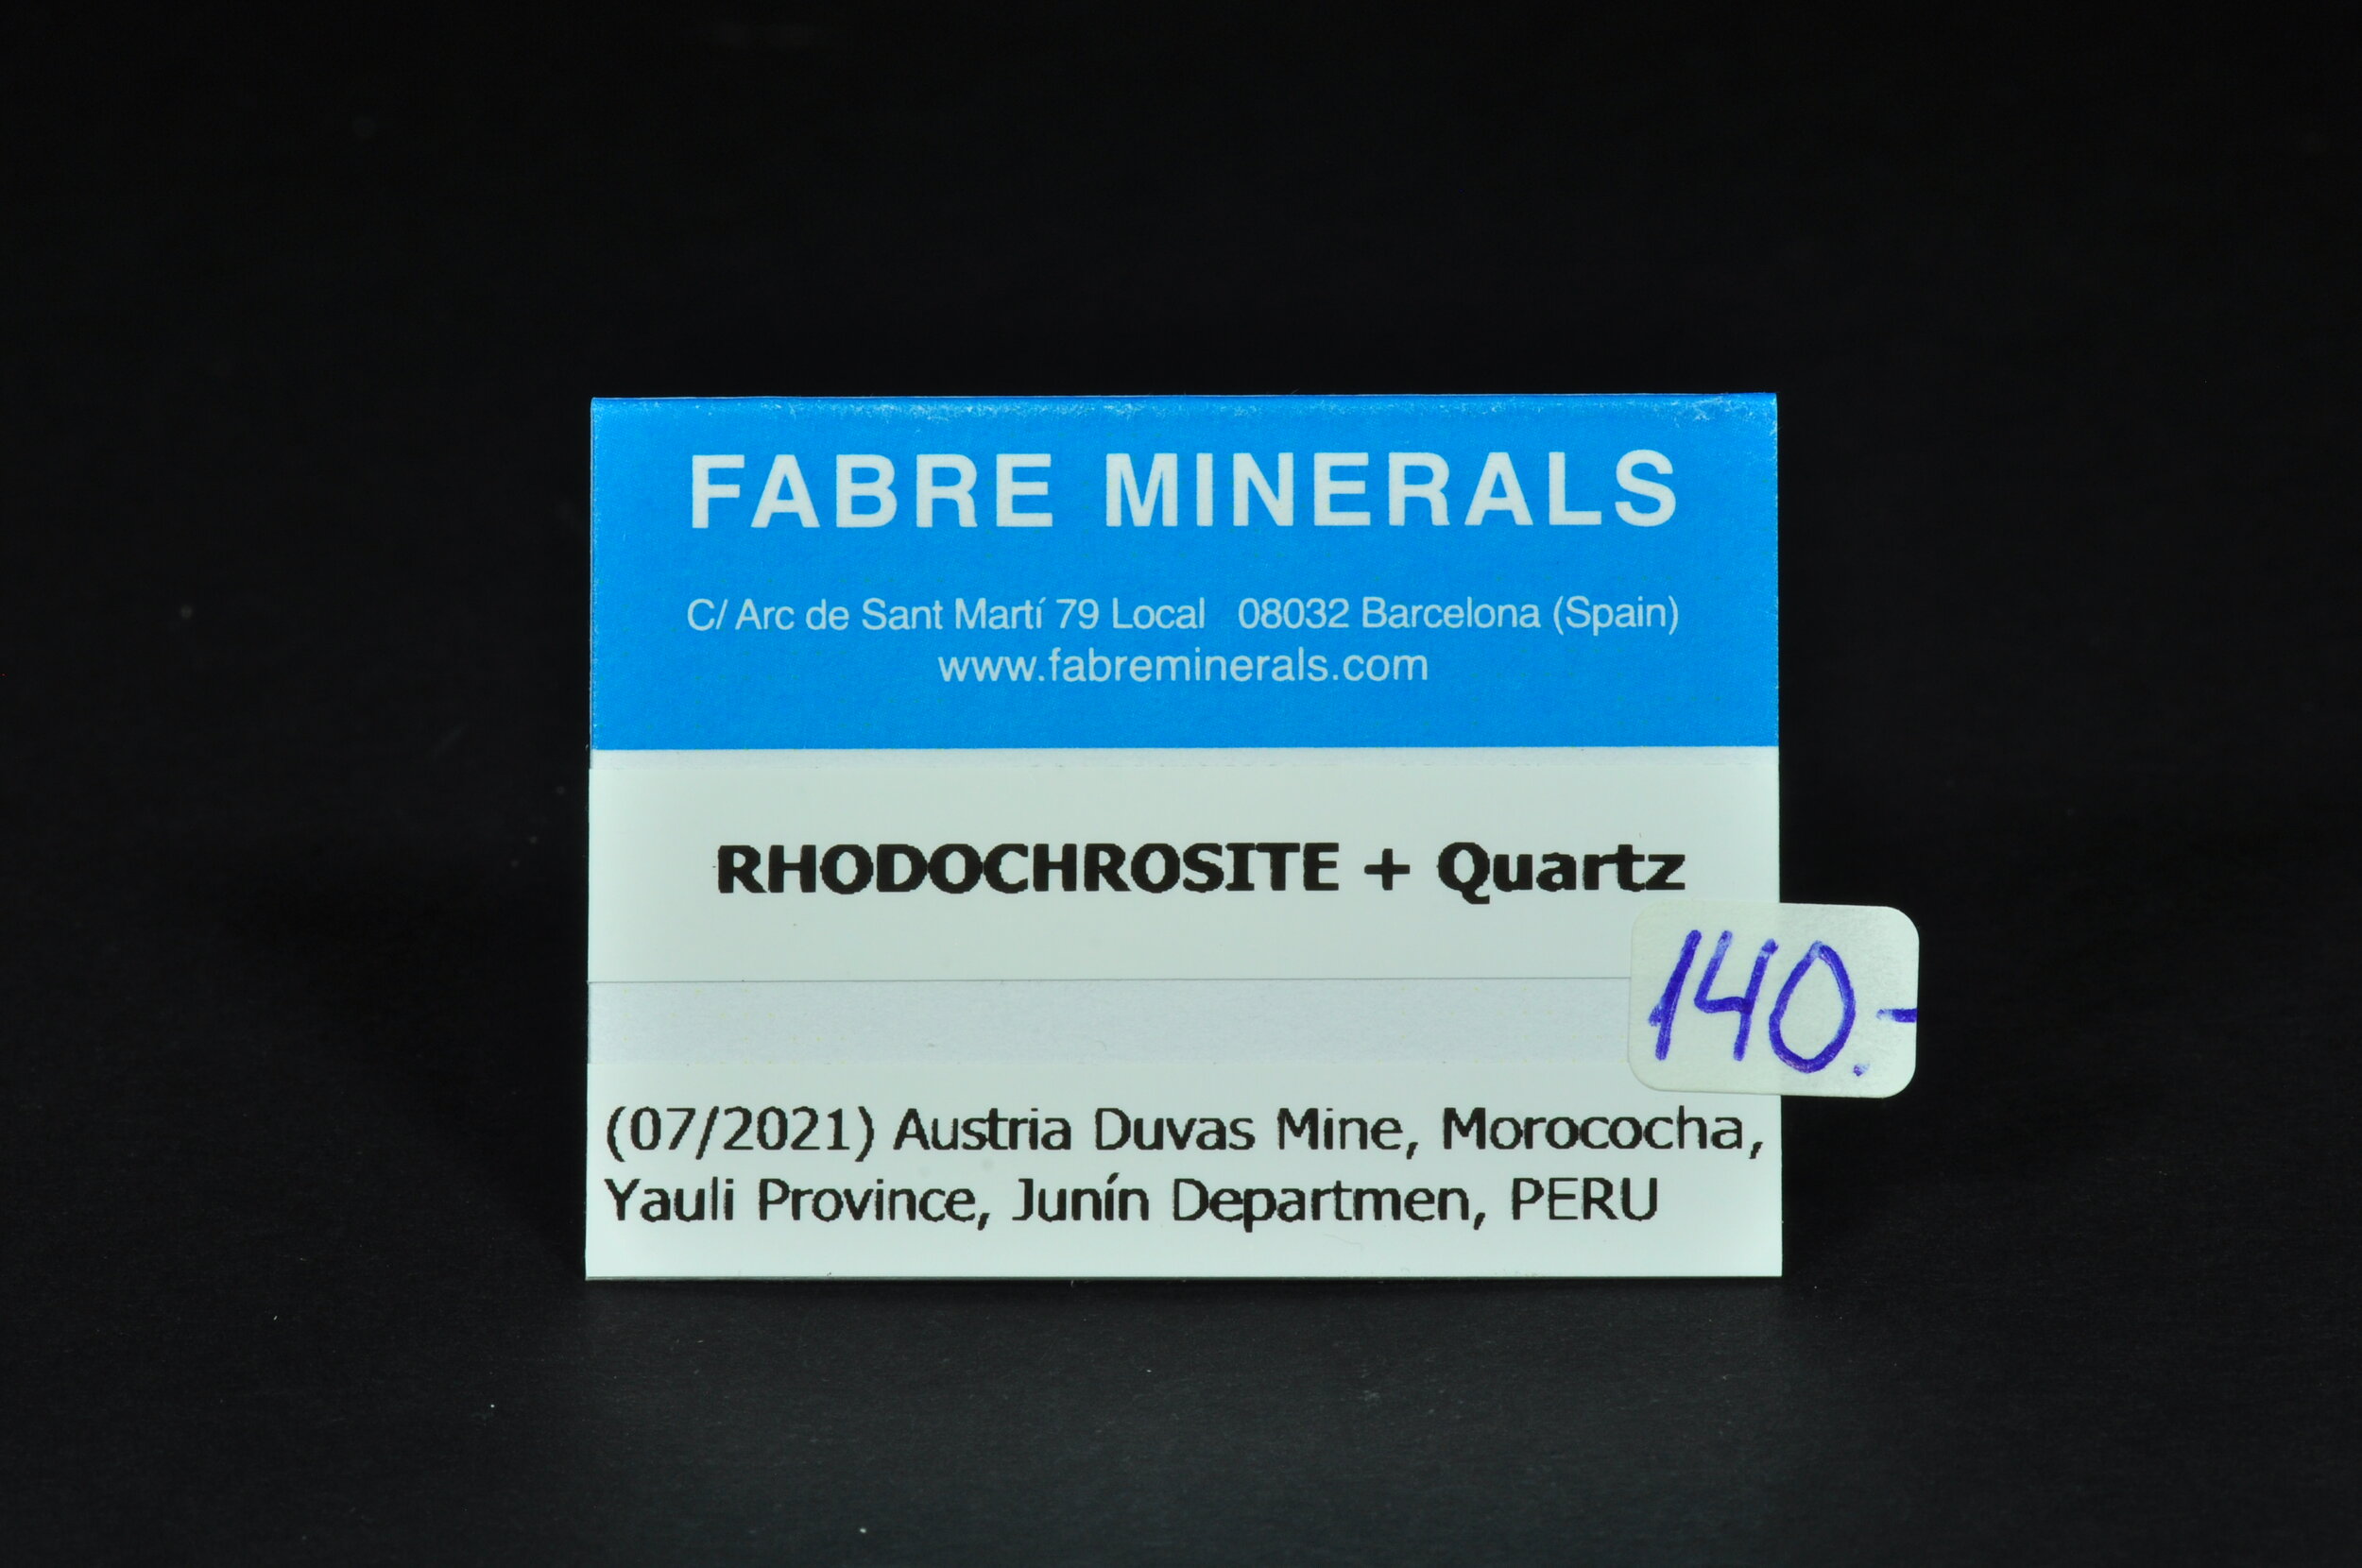 FABRE MINERALS
C/ Arc de Sant Martí 79 Local 08032 Barcelona (Spain)
www.fabreminerals.com
RHODOCHROSITE + Quartz
140.-
(07/2021) Austria Duvas Mine, Morococha,
Yauli Province, Junín Departmen, PERU